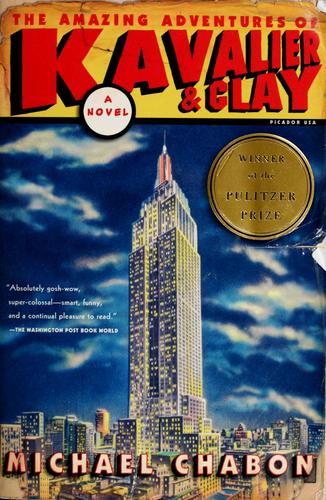 THE AMAZING ADVENTURES OF
KAVALIER
& CLAY
A
NOVEL
PICADOR USA
WINNER
of the
PULITZER
PRIZE
"Absolutely gosh-wow,
super-colossal—smart, funny,
and a continual pleasure to read."
—THE WASHINGTON POST BOOK WORLD
MICHAEL CHABON